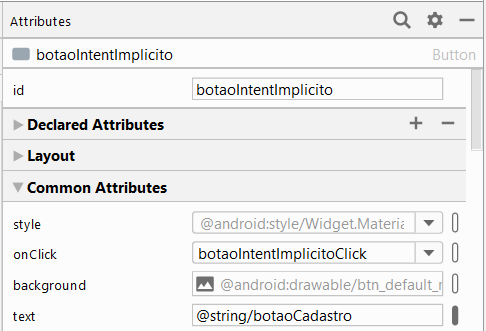 Attributes
botaoIntentImplicito Button
id botaoIntentImplicito
Declared Attributes
Layout
Common Attributes
style @android:style/Widget.Materia
onClick botaoIntentImplicitoClick
background @android:drawable/btn_default_
text @string/botaoCadastro